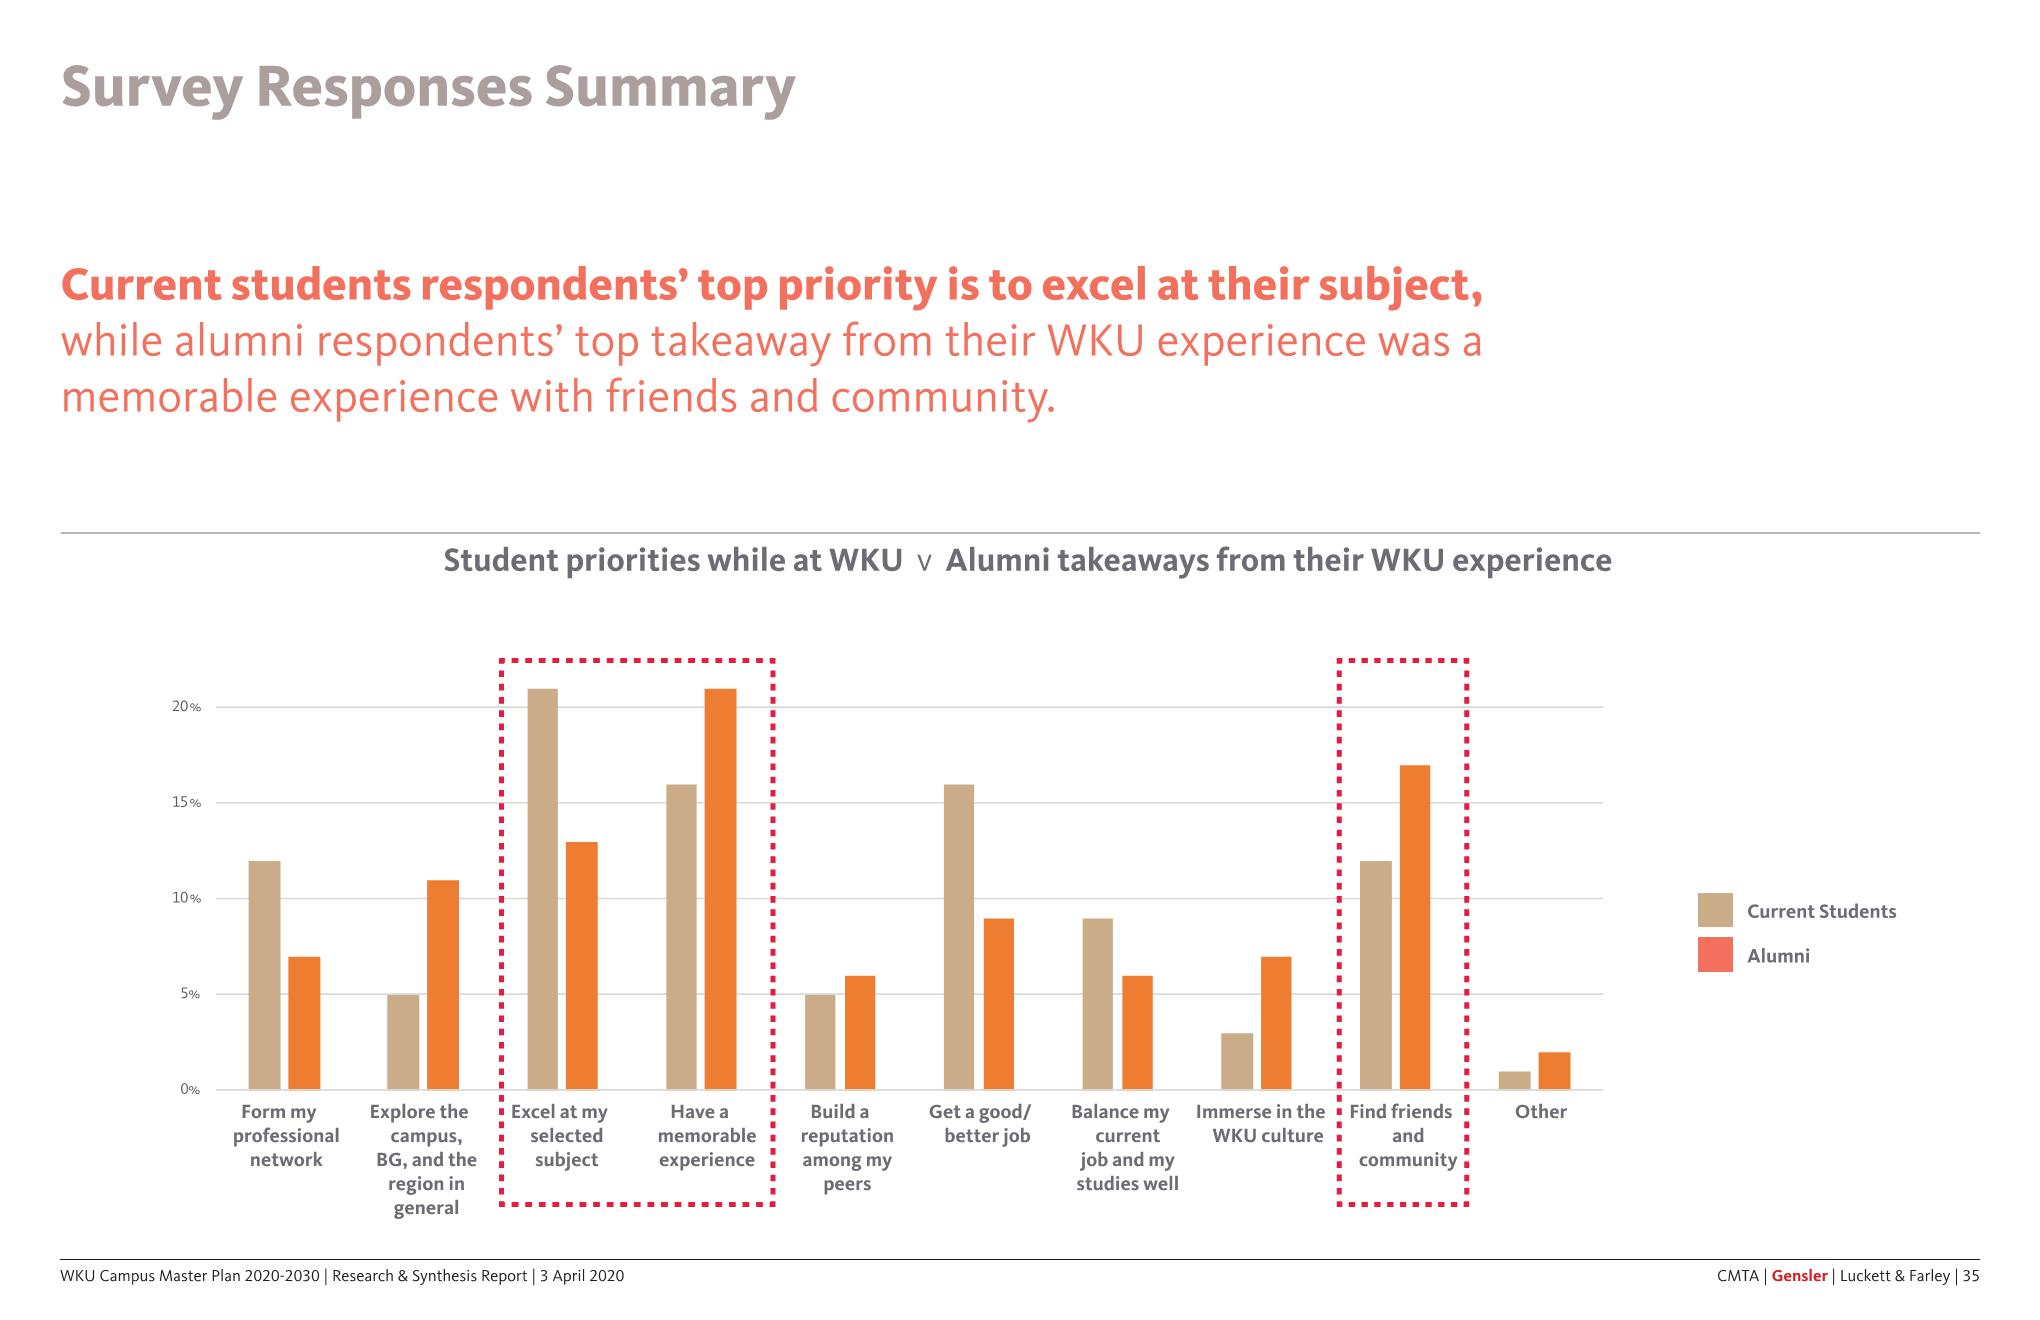 Survey Responses Summary
Current students respondents’ top priority is to excel at their subject,
while alumni respondents’ top takeaway from their WKU experience was a
memorable experience with friends and community.
Student priorities while at WKU v Alumni takeaways from their WKU experience
20%
15%
10%
5%
0%
Form my
professional
network
Explore the
campus,
BG, and the
region in
general
Excel at my
selected
subject
Have a
memorable
experience
Build a
reputation
among my
peers
Get a good/
better job
Balance my
current
job and my
studies well
Immerse in the
WKU culture
Find friends
and
community
Other
Current Students
Alumni
WKU Campus Master Plan 2020-2030 | Research & Synthesis Report | 3 April 2020
CMTA | Gensler | Luckett & Farley | 35